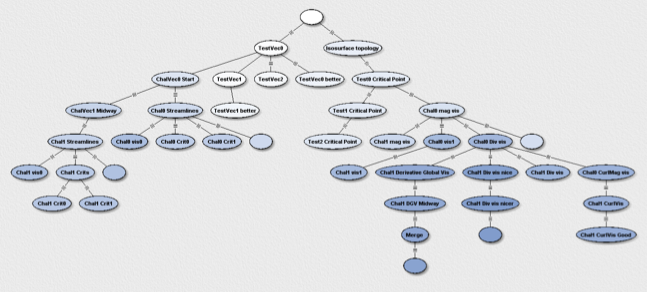 TestVec0
Isosurface topology
ChalVec0 Start
TestVec1
TestVec2
TestVec0 better
Test0 Critical Point
ChalVec1 Midway
Chal0 Streamlines
TestVec1 better
Test1 Critical Point
Chal0 mag vis
Chal1 Streamlines
Chal0 vis0
Chal0 Crit0
Chal0 Crit1
Test2 Critical Point
Chal1 mag vis
Chal0 vis1
Chal0 Div vis
Chal1 vis0
Chal1 Crits
Chal1 vis1
Chal1 Derivative Global Vis
Chal1 Div vis nice
Chal1 Div vis
Chal0 CurlMag vis
Chal1 Crit0
Chal1 Crit1
Chal1 DGV Midway
Chal1 Div vis nicer
Chal1 CurlVis
Merge
Chal1 CurlVis Good